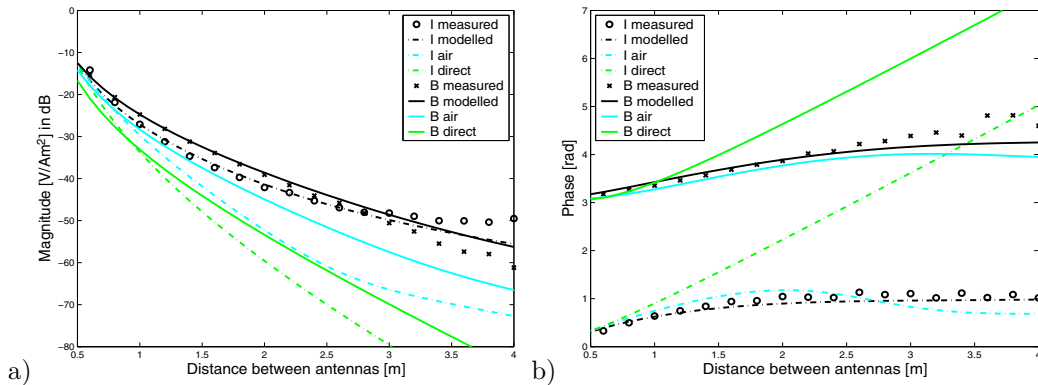 0
−10
−20
−30
−40
−50
−60
−70
−80
Magnitude [V/Am²] in dB
0.5 1 1.5 2 2.5 3 3.5 4
Distance between antennas [m]
I measured
I modelled
I air
I direct
B measured
B modelled
B air
B direct
a)
7
6
5
4
3
2
1
0
Phase [rad]
0.5 1 1.5 2 2.5 3 3.5 4
Distance between antennas [m]
I measured
I modelled
I air
I direct
B measured
B modelled
B air
B direct
b)